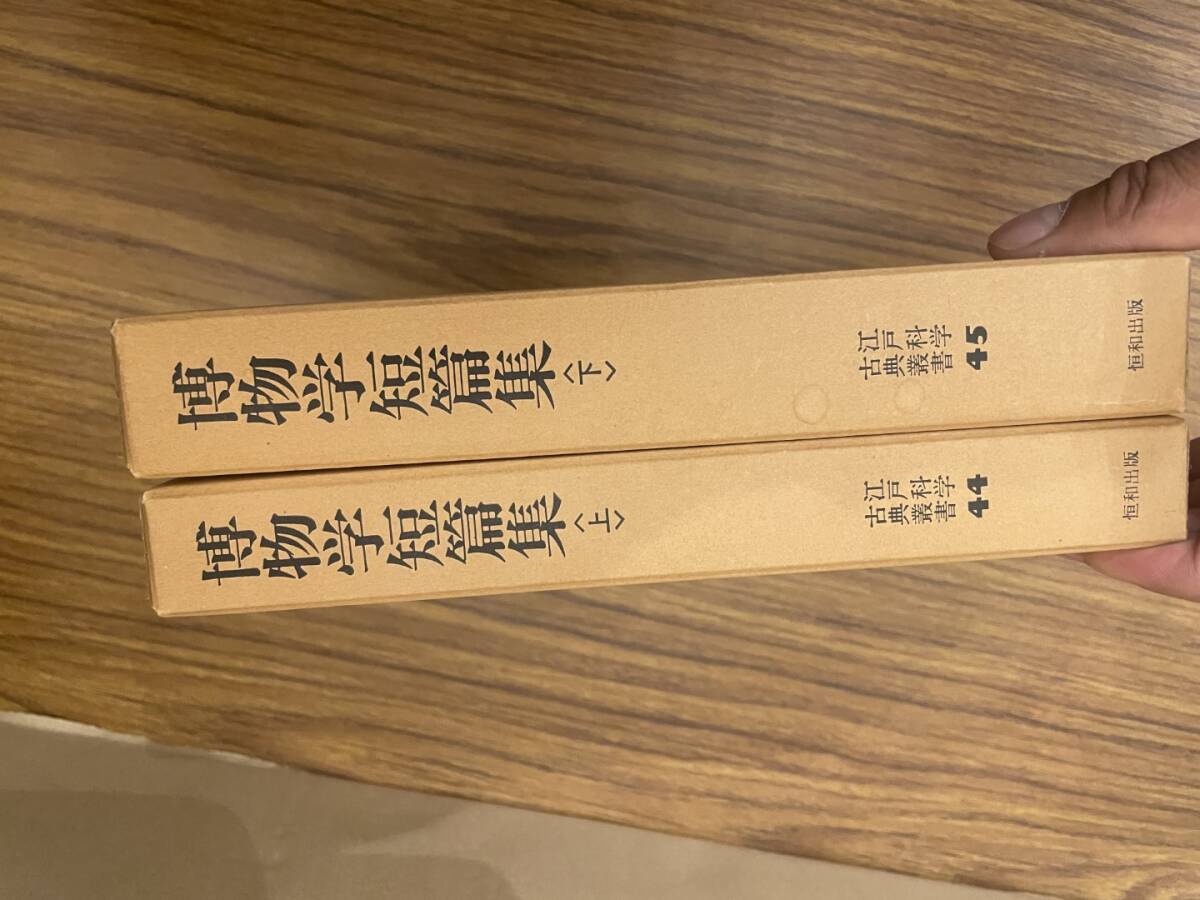 博物学短篇集〈下〉
江戸科学
古典叢書
45
恒和出版
博物学短篇集〈上〉
江戸科学
古典叢書
44
恒和出版